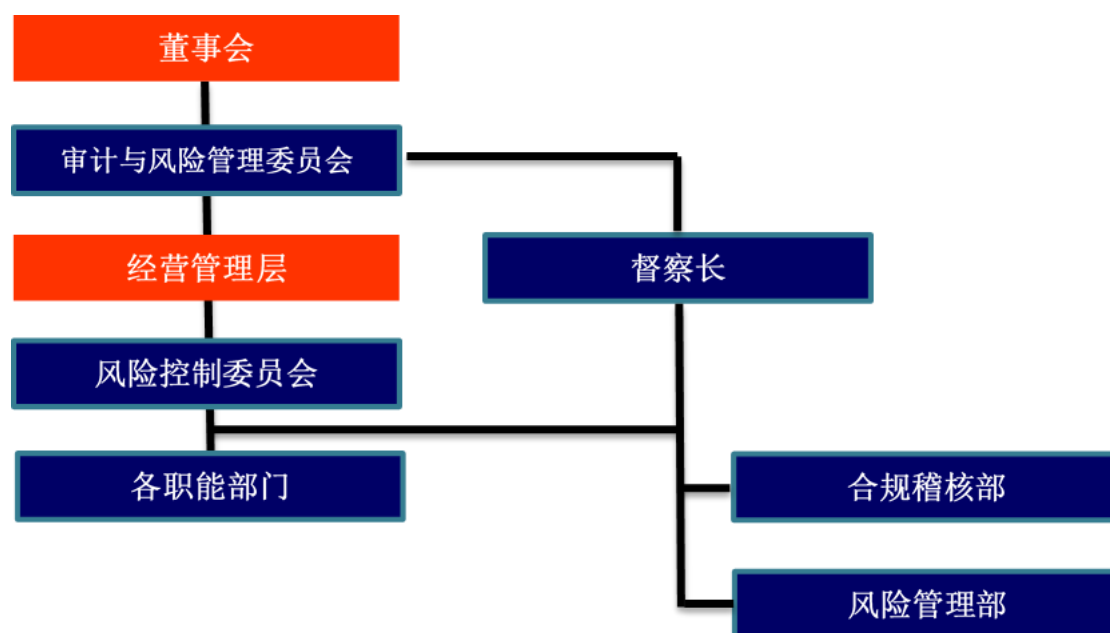 董事会
审计与风险管理委员会
经营管理层
督察长
风险控制委员会
各职能部门
合规稽核部
风险管理部